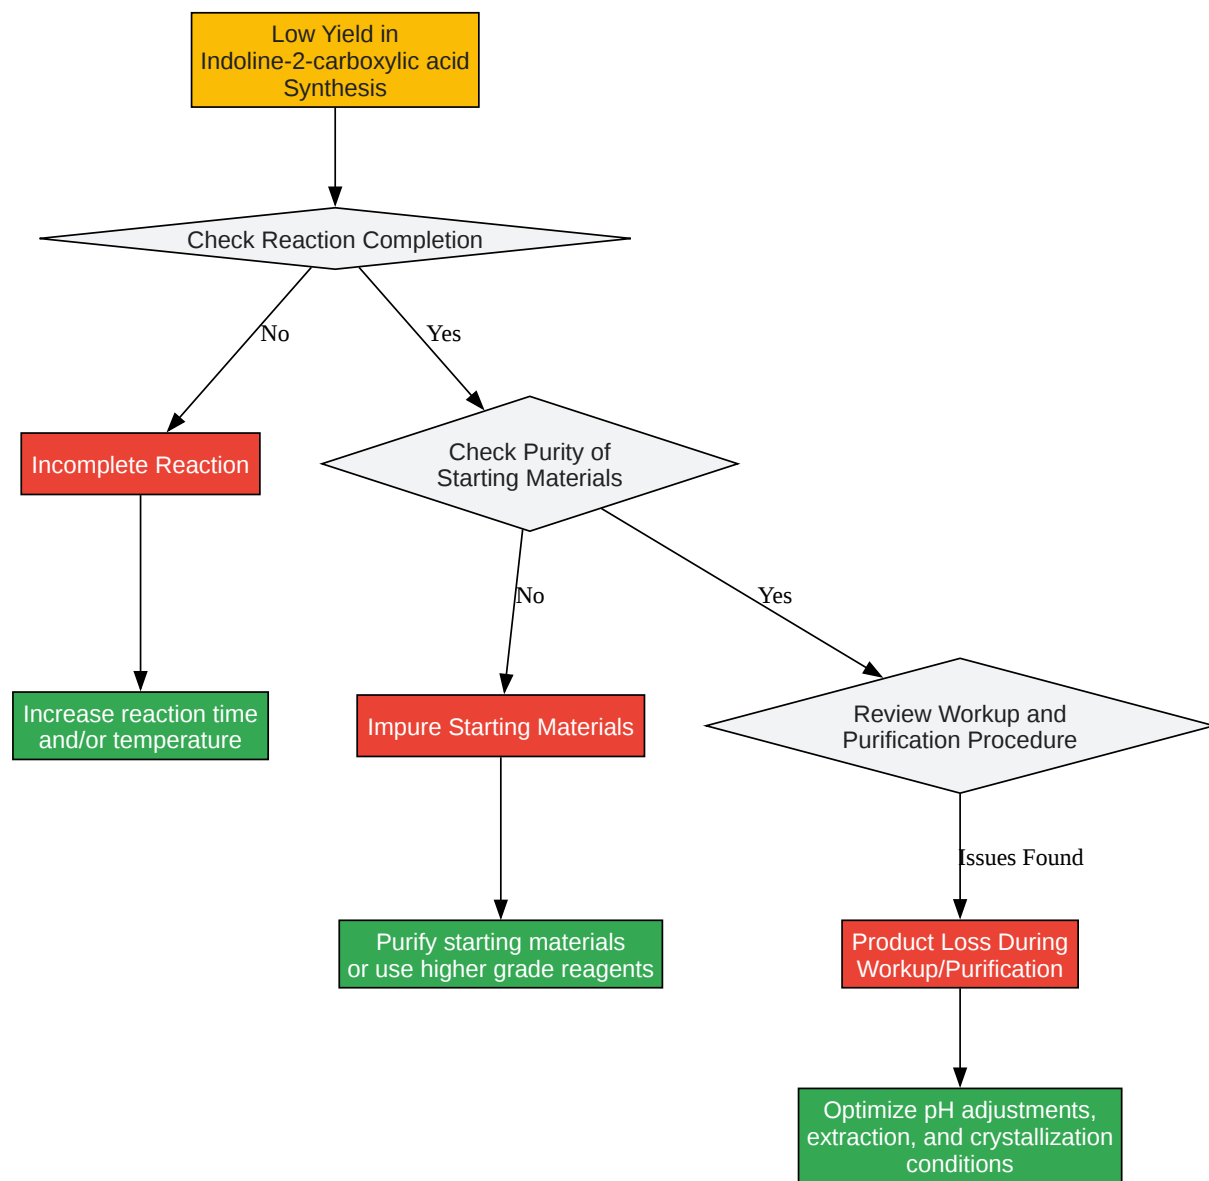 Low Yield in
Indoline-2-carboxylic acid
Synthesis
Check Reaction Completion
No
Yes
Incomplete Reaction
Check Purity of
Starting Materials
No
Yes
Increase reaction time
and/or temperature
Impure Starting Materials
Review Workup and
Purification Procedure
Issues Found
Purify starting materials
or use higher grade reagents
Product Loss During
Workup/Purification
Optimize pH adjustments,
extraction, and crystallization
conditions